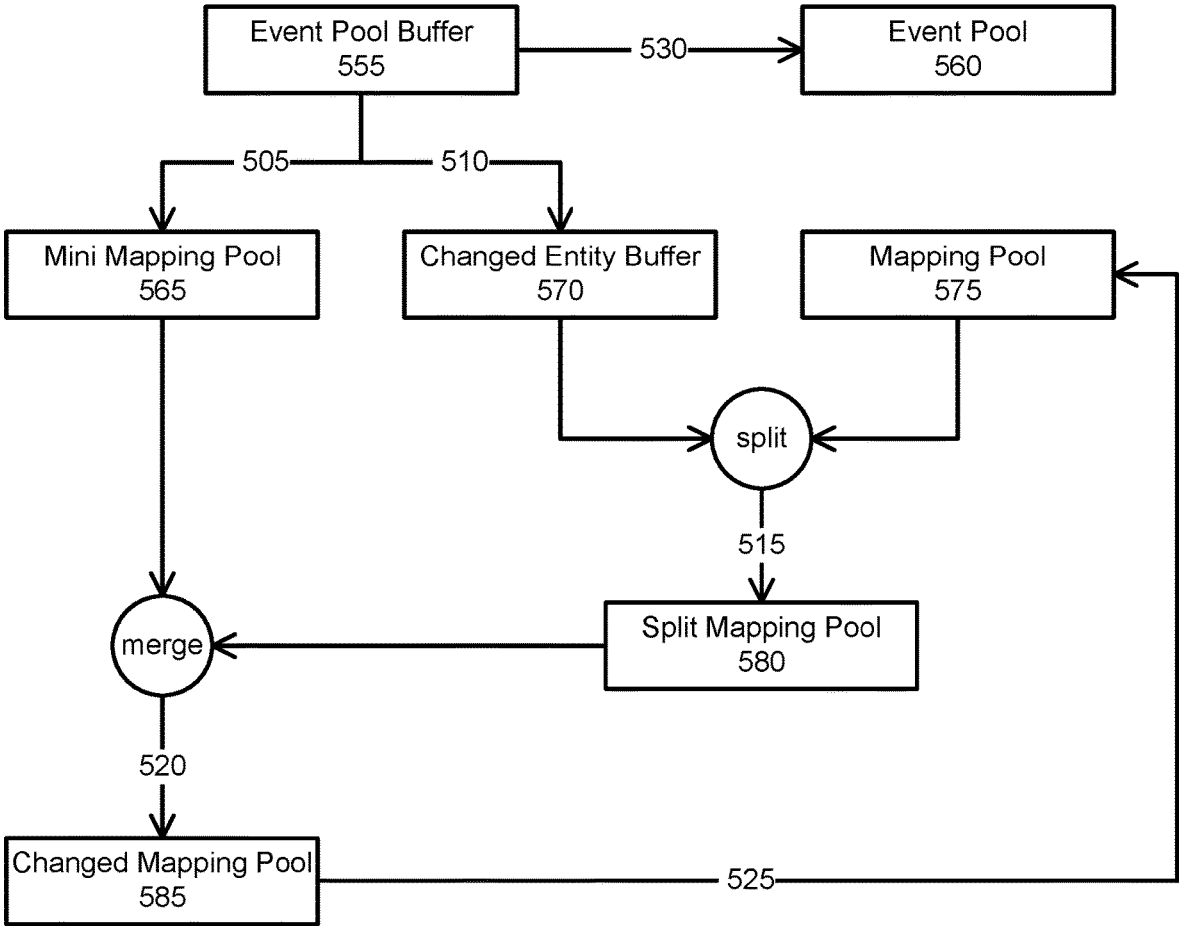 Event Pool Buffer
555
530
Event Pool
560
505
510
Mini Mapping Pool
565
Changed Entity Buffer
570
Mapping Pool
575
split
515
merge
Split Mapping Pool
580
520
Changed Mapping Pool
585
525